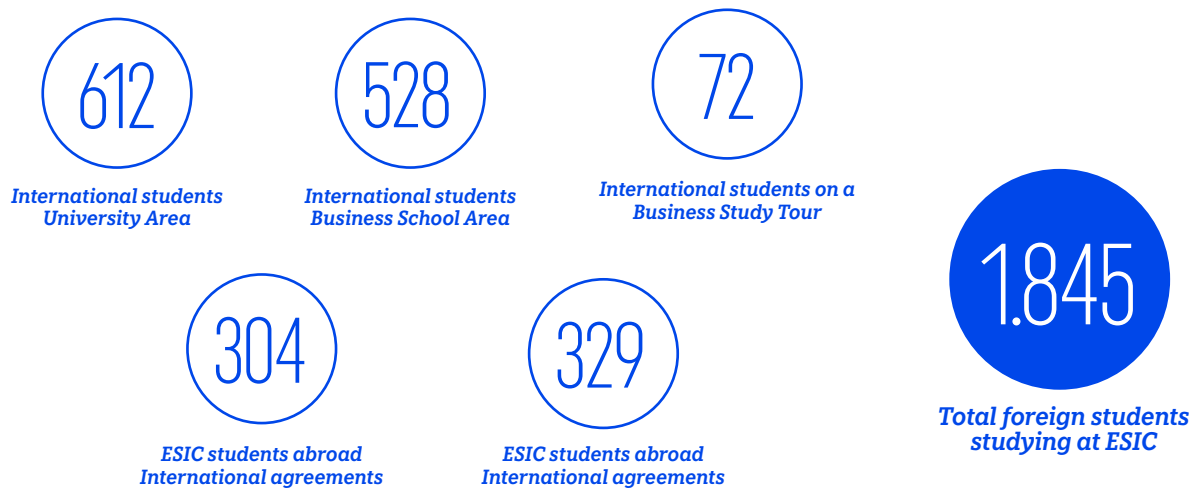 612
International students
University Area
528
International students
Business School Area
72
International students on a
Business Study Tour
304
ESIC students abroad
International agreements
329
ESIC students abroad
International agreements
1.845
Total foreign students
studying at ESIC